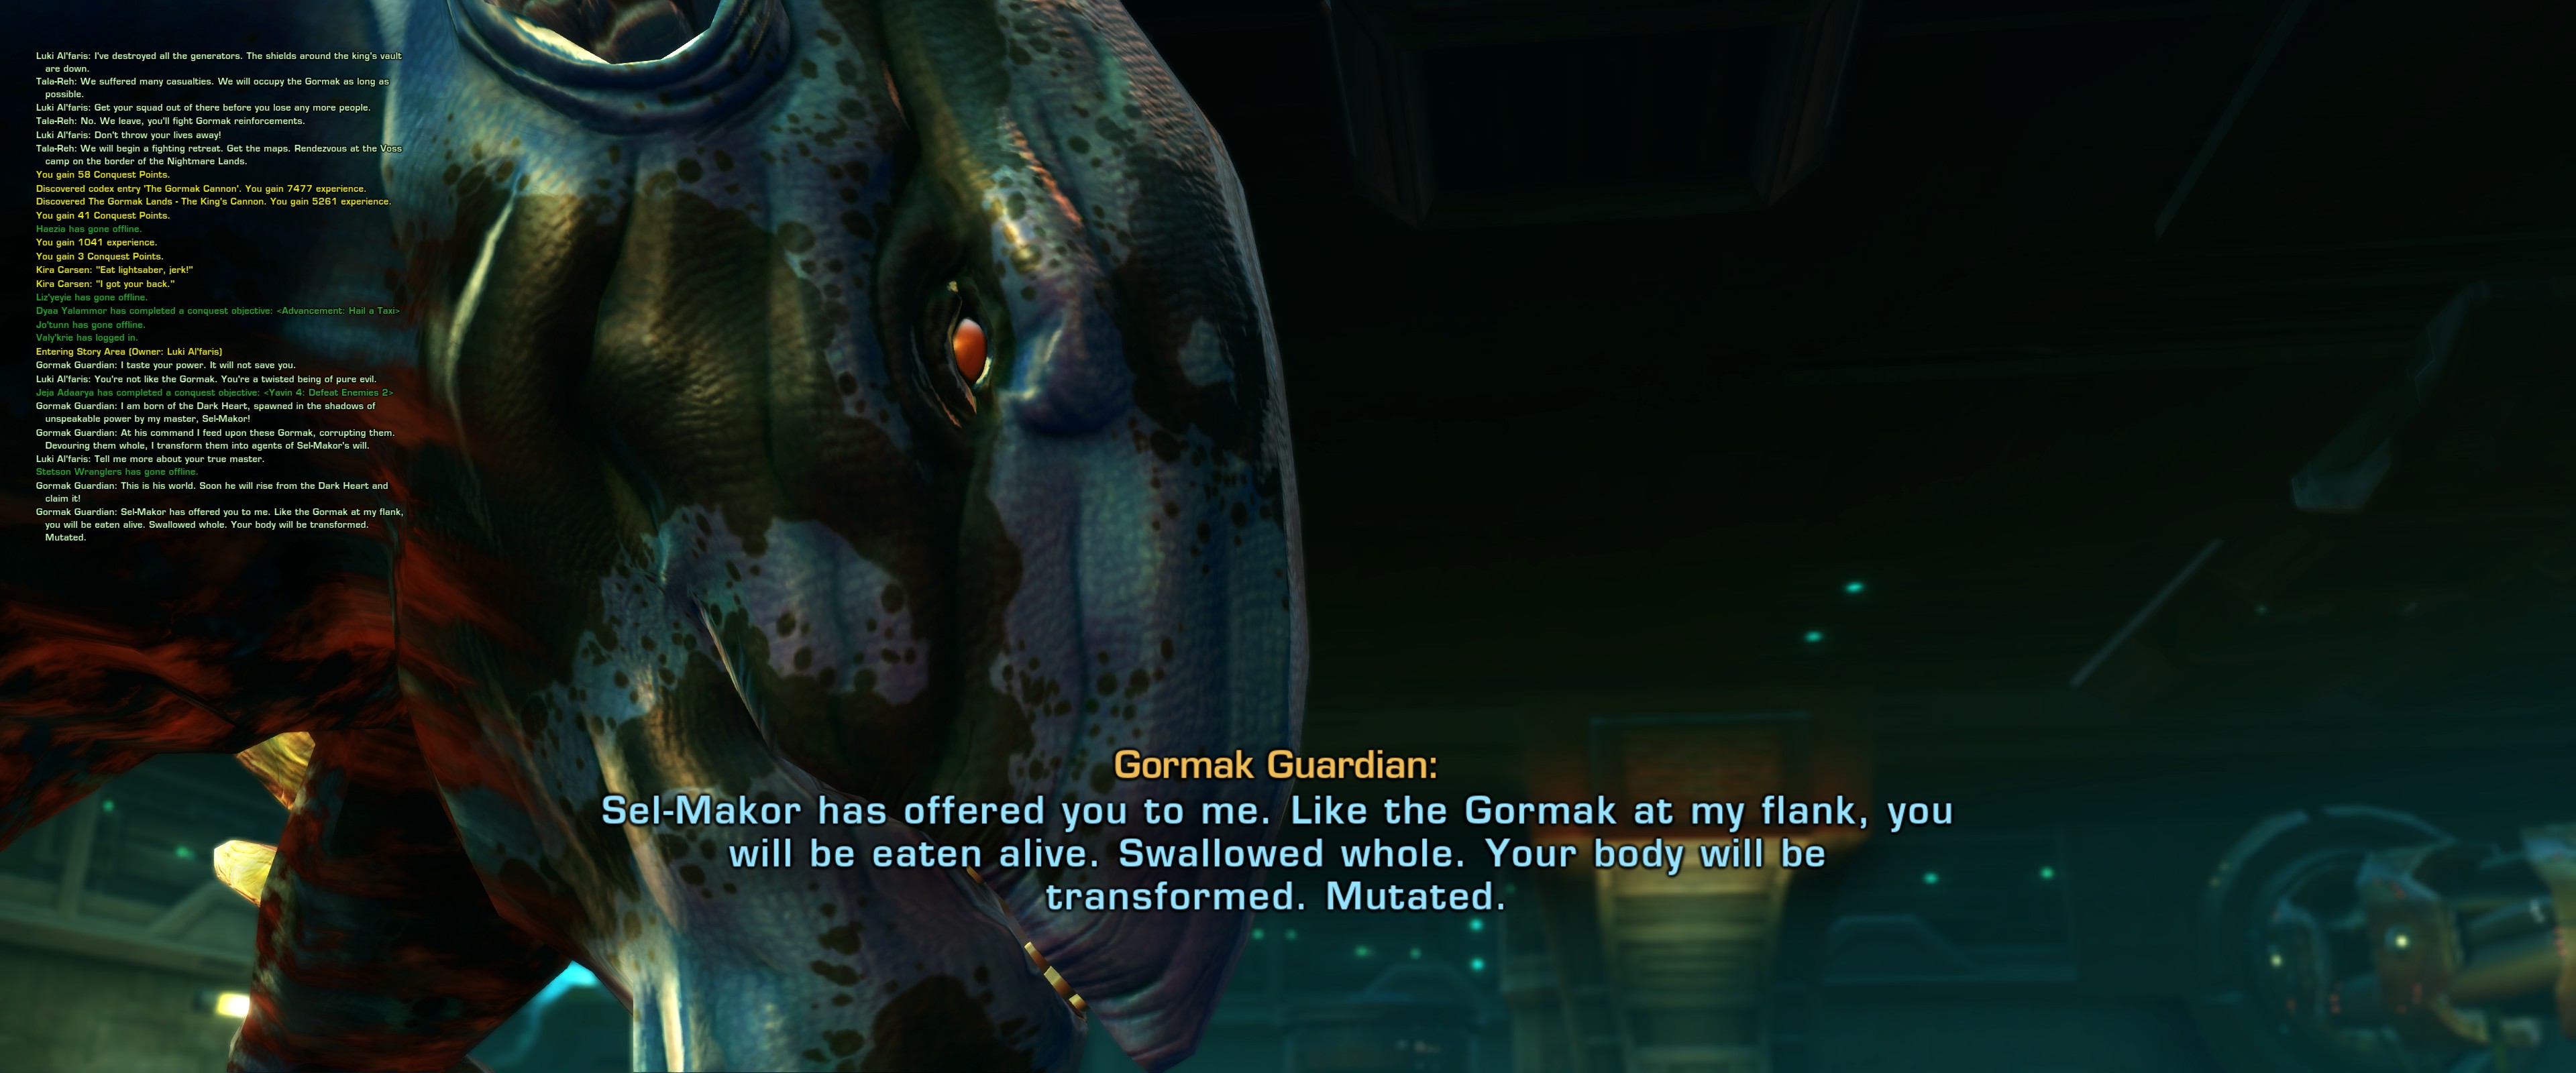 Luki Al'faris: I've destroyed all the generators. The shields around the king's vault
are down.
Tala-Reh: We suffered many casualties. We will occupy the Gormak as long as
possible.
Luki Al'faris: Get your squad out of there before you lose any more people.
Tala-Reh: No. We leave, you'll fight Gormak reinforcements.
Luki Al'faris: Don't throw your lives away!
Tala-Reh: We will begin a fighting retreat. Get the maps. Rendezvous at the Voss
camp on the border of the Nightmare Lands.
You gain 58 Conquest Points.
Discovered codex entry 'The Gormak Cannon'. You gain 7477 experience.
Discovered The Gormak Lands - The King's Cannon. You gain 5261 experience.
You gain 41 Conquest Points.
Haezia has gone offline.
You gain 1041 experience.
You gain 3 Conquest Points.
Kira Carsen: "Eat lightsaber, jerk!"
Kira Carsen: "I got your back."
Liz'yeyie has gone offline.
Dyaa Yalammor has completed a conquest objective: <Advancement: Hail a Taxi>
Jo'tunn has gone offline.
Valy'krie has logged in.
Entering Story Area (Owner: Luki Al'faris)
Gormak Guardian: I taste your power. It will not save you.
Luki Al'faris: You're not like the Gormak. You're a twisted being of pure evil.
Jeja Adaarya has completed a conquest objective: <Yavin 4: Defeat Enemies 2>
Gormak Guardian: I am born of the Dark Heart, spawned in the shadows of
unspeakable power by my master, Sel-Makor!
Gormak Guardian: At his command I feed upon these Gormak, corrupting them.
Devouring them whole, I transform them into agents of Sel-Makor's will.
Luki Al'faris: Tell me more about your true master.
Stetson Wranglers has gone offline.
Gormak Guardian: This is his world. Soon he will rise from the Dark Heart and
claim it!
Gormak Guardian: Sel-Makor has offered you to me. Like the Gormak at my flank,
you will be eaten alive. Swallowed whole. Your body will be transformed.
Mutated.
Gormak Guardian:
Sel-Makor has offered you to me. Like the Gormak at my flank, you
will be eaten alive. Swallowed whole. Your body will be
transformed. Mutated.